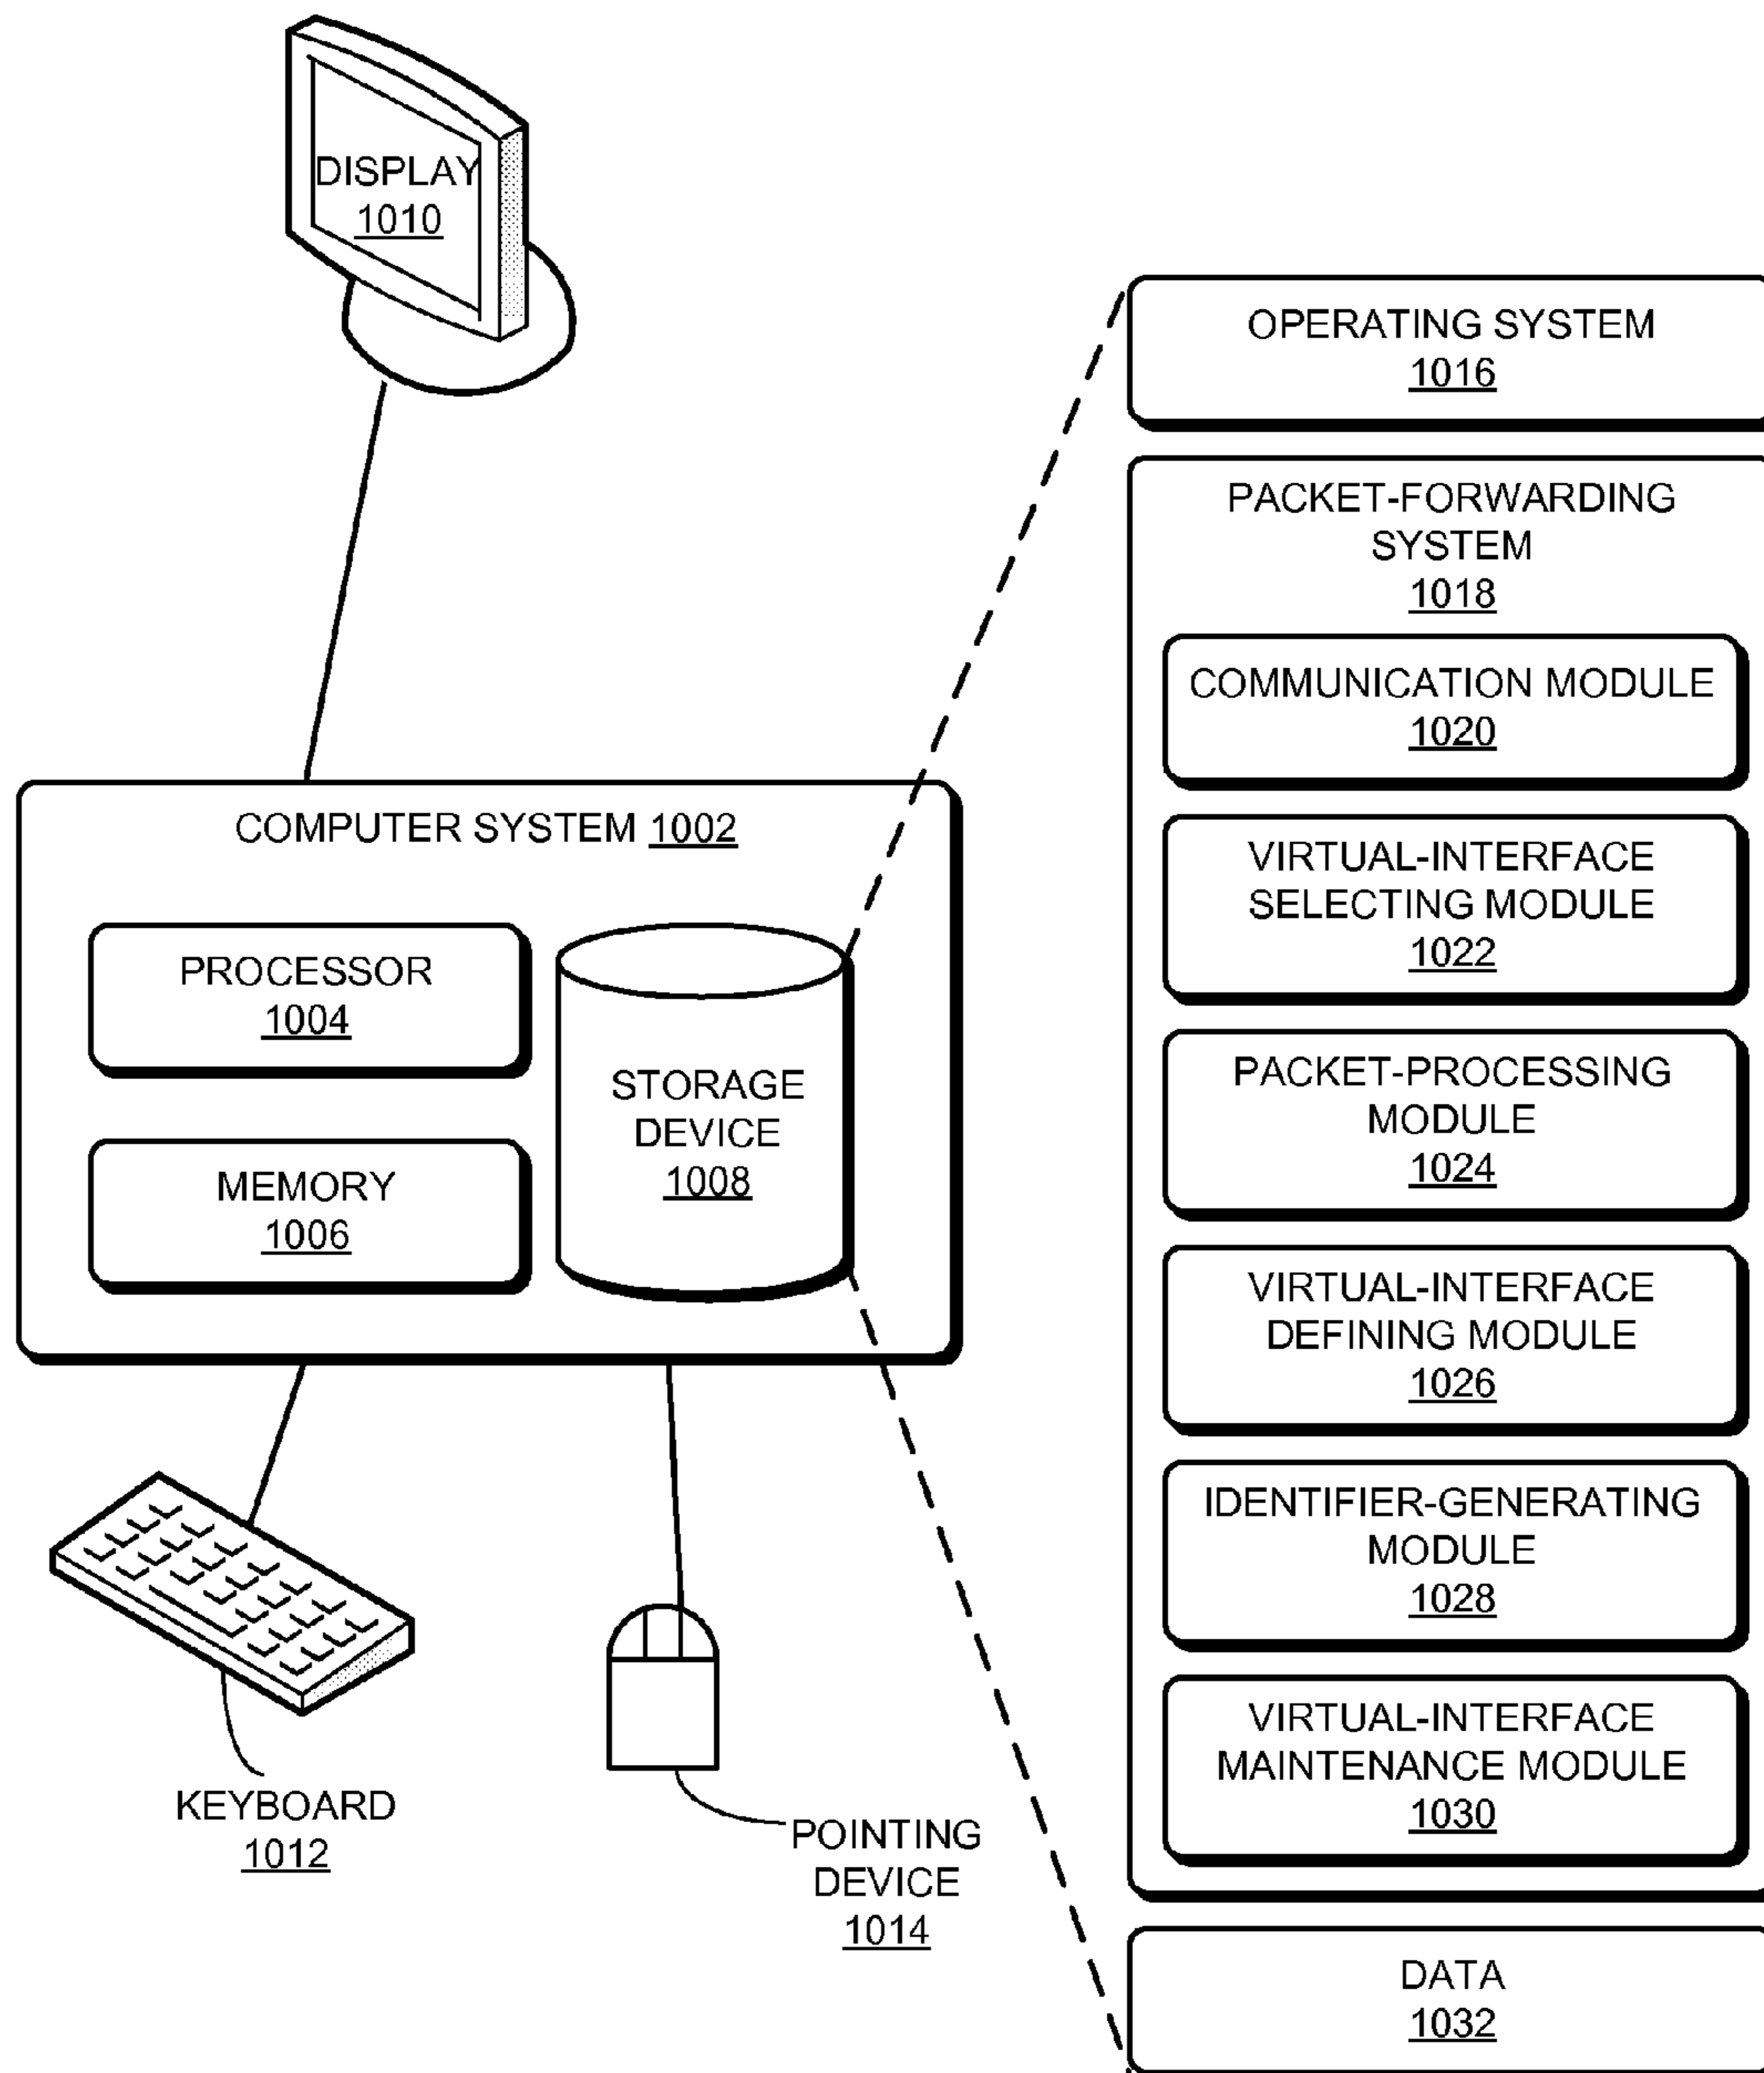 DISPLAY
1010
COMPUTER SYSTEM 1002
PROCESSOR
1004
MEMORY
1006
STORAGE
DEVICE
1008
KEYBOARD
1012
POINTING
DEVICE
1014
OPERATING SYSTEM
1016
PACKET-FORWARDING
SYSTEM
1018
COMMUNICATION MODULE
1020
VIRTUAL-INTERFACE
SELECTING MODULE
1022
PACKET-PROCESSING
MODULE
1024
VIRTUAL-INTERFACE
DEFINING MODULE
1026
IDENTIFIER-GENERATING
MODULE
1028
VIRTUAL-INTERFACE
MAINTENANCE MODULE
1030
DATA
1032